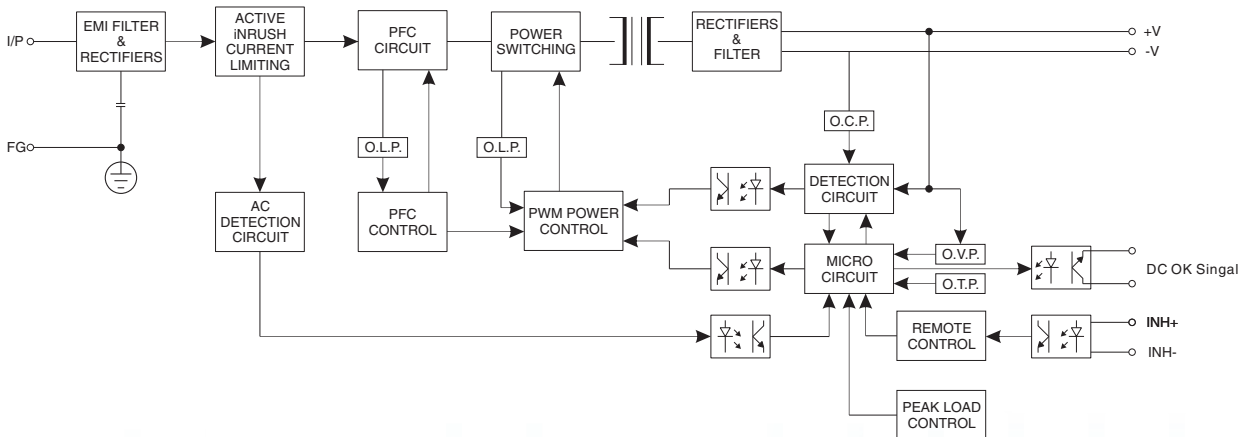 I/P
EMI FILTER
&
RECTIFIERS
ACTIVE
iNRUSH
CURRENT
LIMITING
PFC
CIRCUIT
POWER
SWITCHING
RECTIFIERS
&
FILTER
+V
-V
FG
O.L.P.
O.L.P.
O.C.P.
AC
DETECTION
CIRCUIT
PFC
CONTROL
PWM POWER
CONTROL
DETECTION
CIRCUIT
O.V.P.
MICRO
CIRCUIT
O.T.P.
DC OK Singal
REMOTE
CONTROL
INH+
INH-
PEAK LOAD
CONTROL